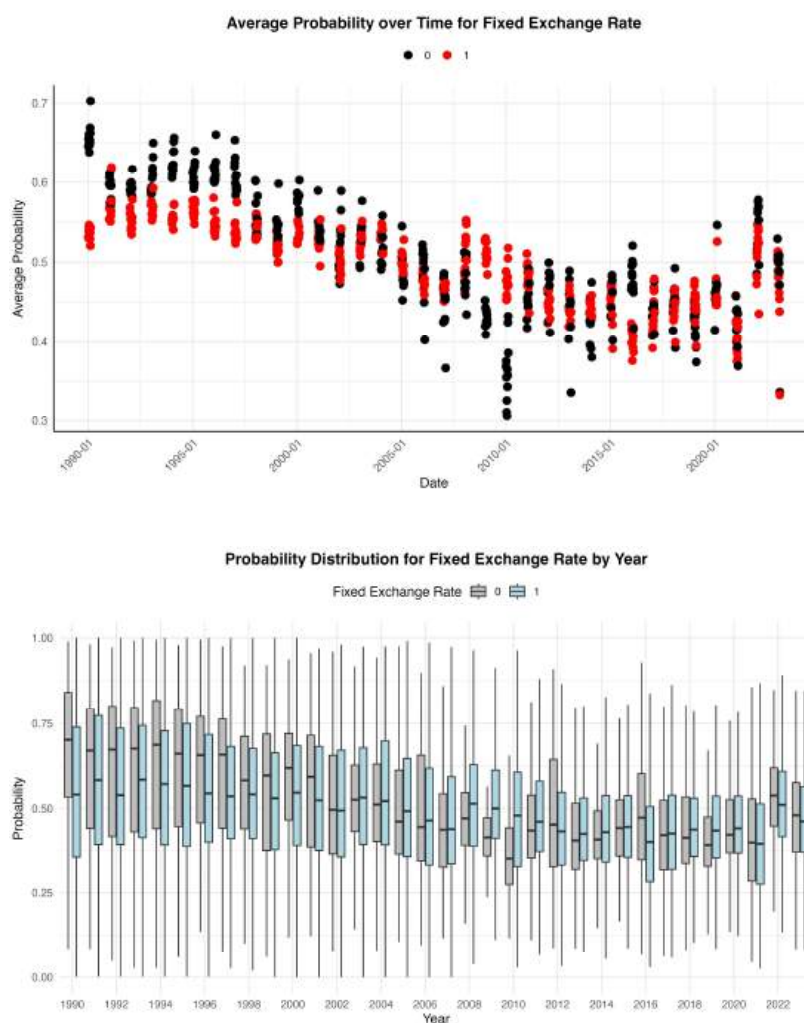 Average Probability over Time for Fixed Exchange Rate
0 1
Average Probability
0.7
0.6
0.5
0.4
0.3
1990-01
1995-01
2000-01
2005-01
2010-01
2015-01
2020-01
Date
Probability Distribution for Fixed Exchange Rate by Year
Fixed Exchange Rate 0 1
Probability
1.00
0.75
0.50
0.25
0.00
1990 1992 1994 1996 1998 2000 2002 2004 2006 2008 2010 2012 2014 2016 2018 2020 2022
Year